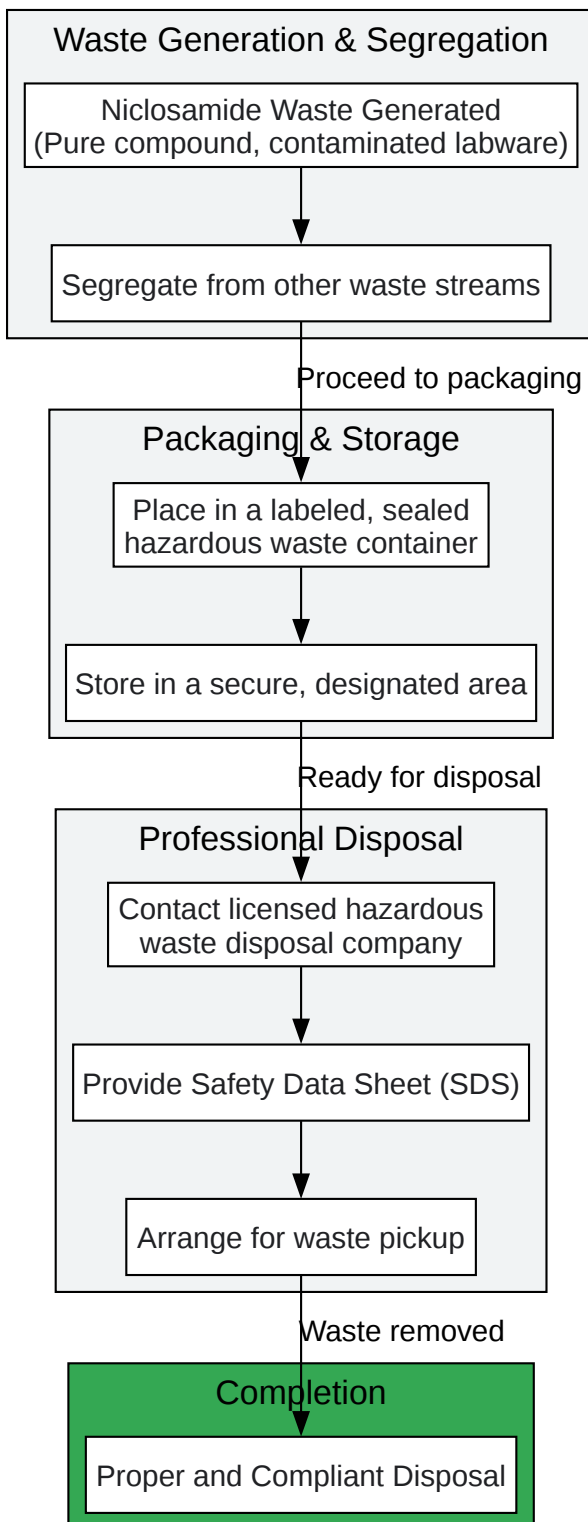 Waste Generation & Segregation
Niclosamide Waste Generated
(Pure compound, contaminated labware)
Segregate from other waste streams
Proceed to packaging
Packaging & Storage
Place in a labeled, sealed
hazardous waste container
Store in a secure, designated area
Ready for disposal
Professional Disposal
Contact licensed hazardous
waste disposal company
Provide Safety Data Sheet (SDS)
Arrange for waste pickup
Waste removed
Completion
Proper and Compliant Disposal